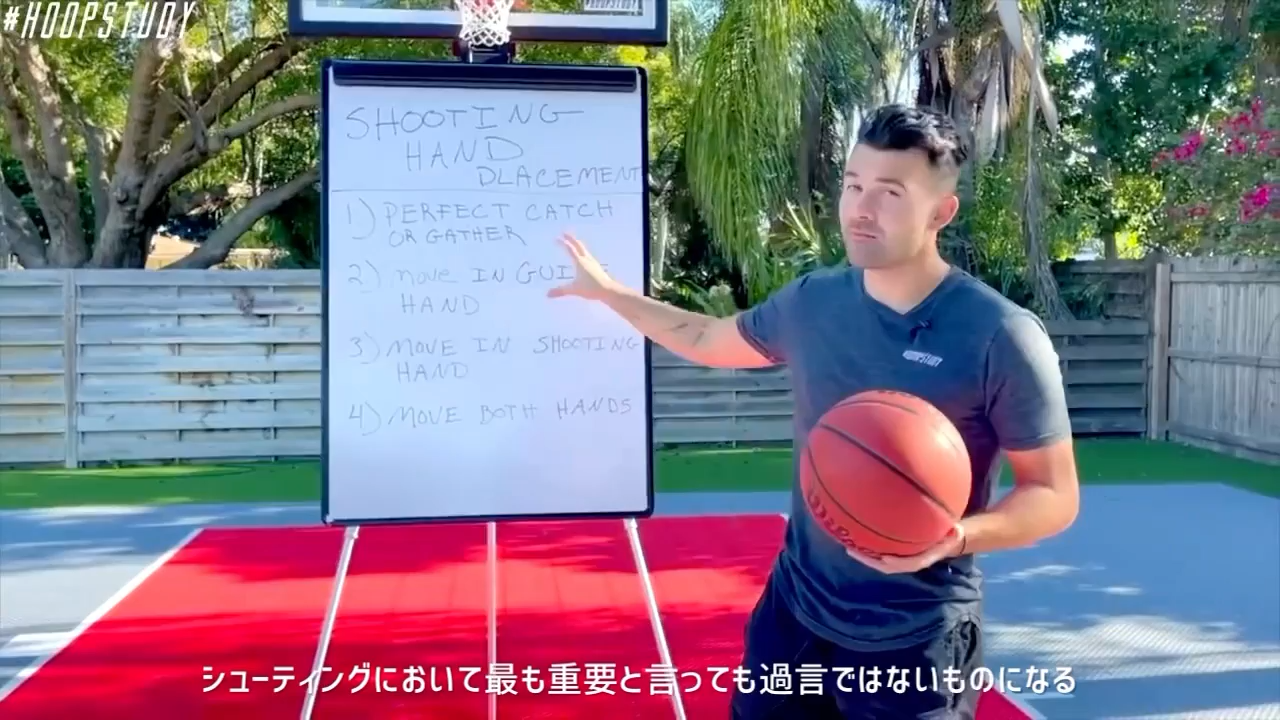 #HOOPSTUDY
#HOOPSTUDY
SHOOTING
HAND
DLACEMENT
1) PERFECT CATCH
OR GATHER
2) MOVE IN GUIDE
HAND
3) MOVE IN SHOOTING
HAND
4) MOVE BOTH HANDS
#HOOPSTUDY
Wilson
シューティングにおいて最も重要と言っても過言ではないものになる